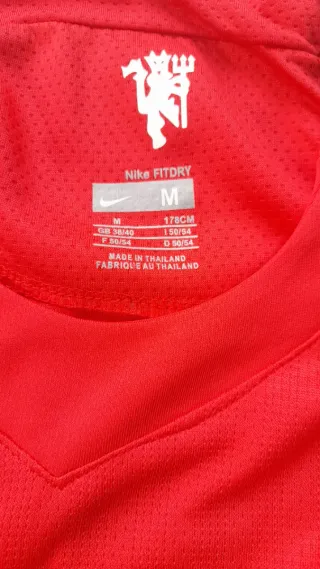 Nike FITDRY
M
M 178CM
GB 38/40 I 50/54
F 50/54 D 50/54
MADE IN THAILAND
FABRIQUE AU THAILAND